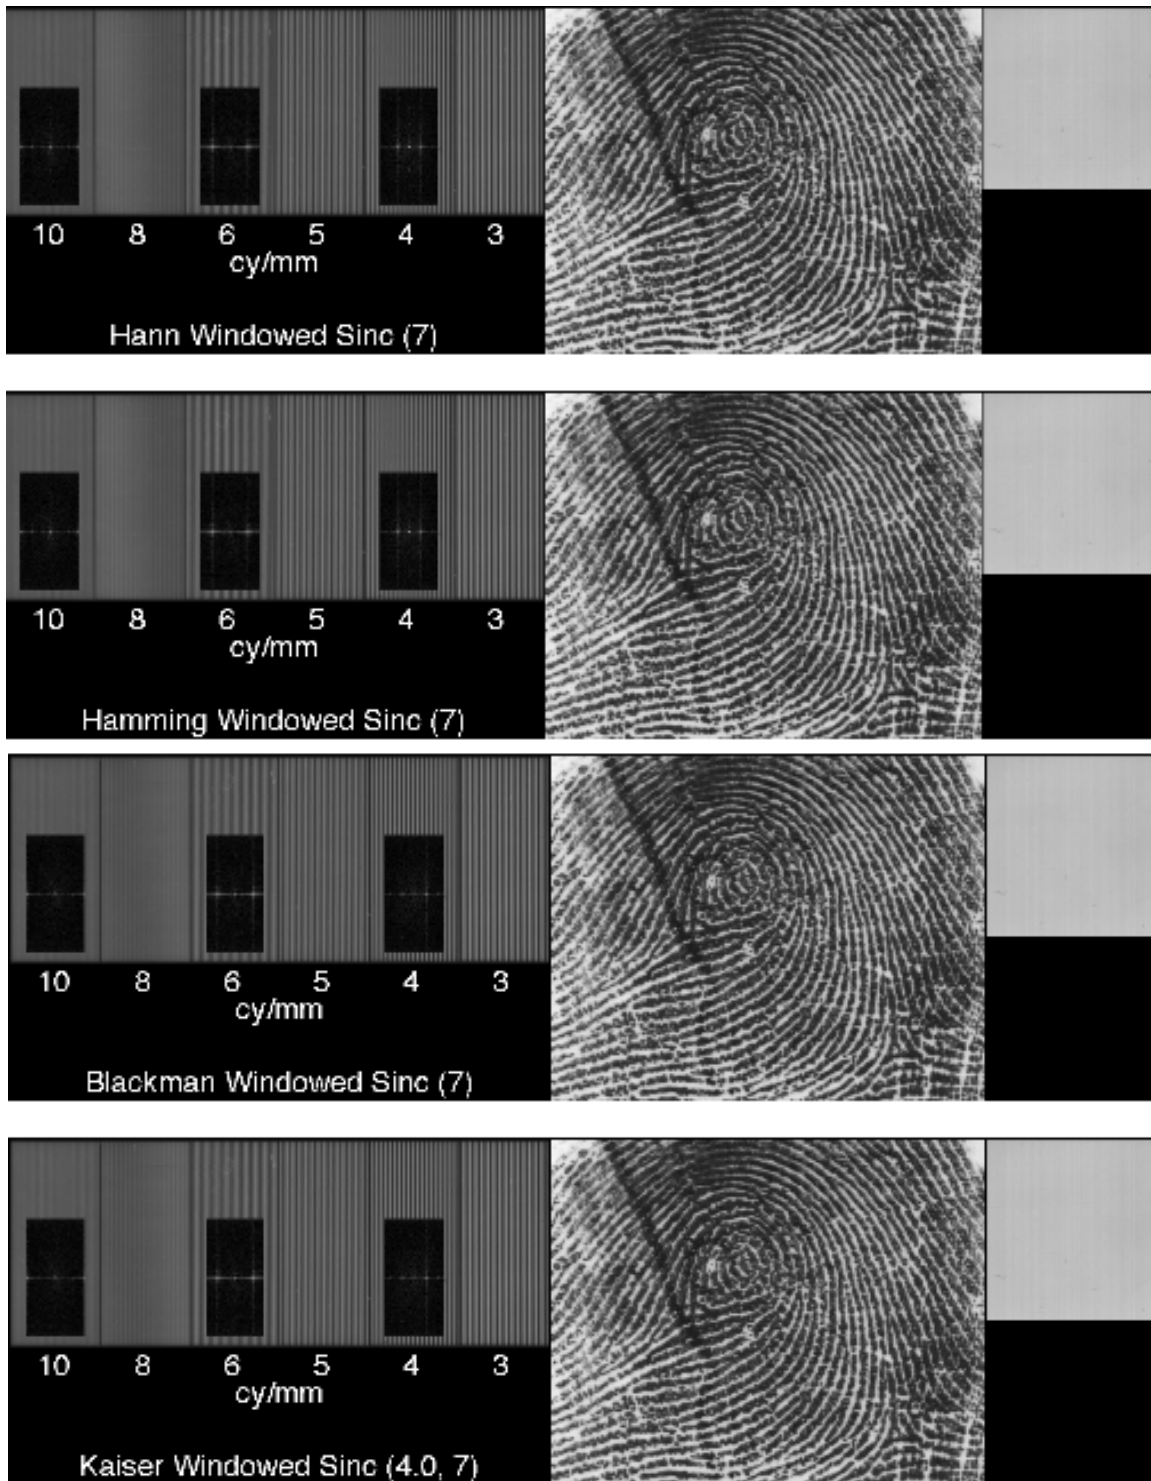 10 8 6 5 4 3
cy/mm
Hann Windowed Sinc (7)
10 8 6 5 4 3
cy/mm
Hamming Windowed Sinc (7)
10 8 6 5 4 3
cy/mm
Blackman Windowed Sinc (7)
10 8 6 5 4 3
cy/mm
Kaiser Windowed Sinc (4.0, 7)